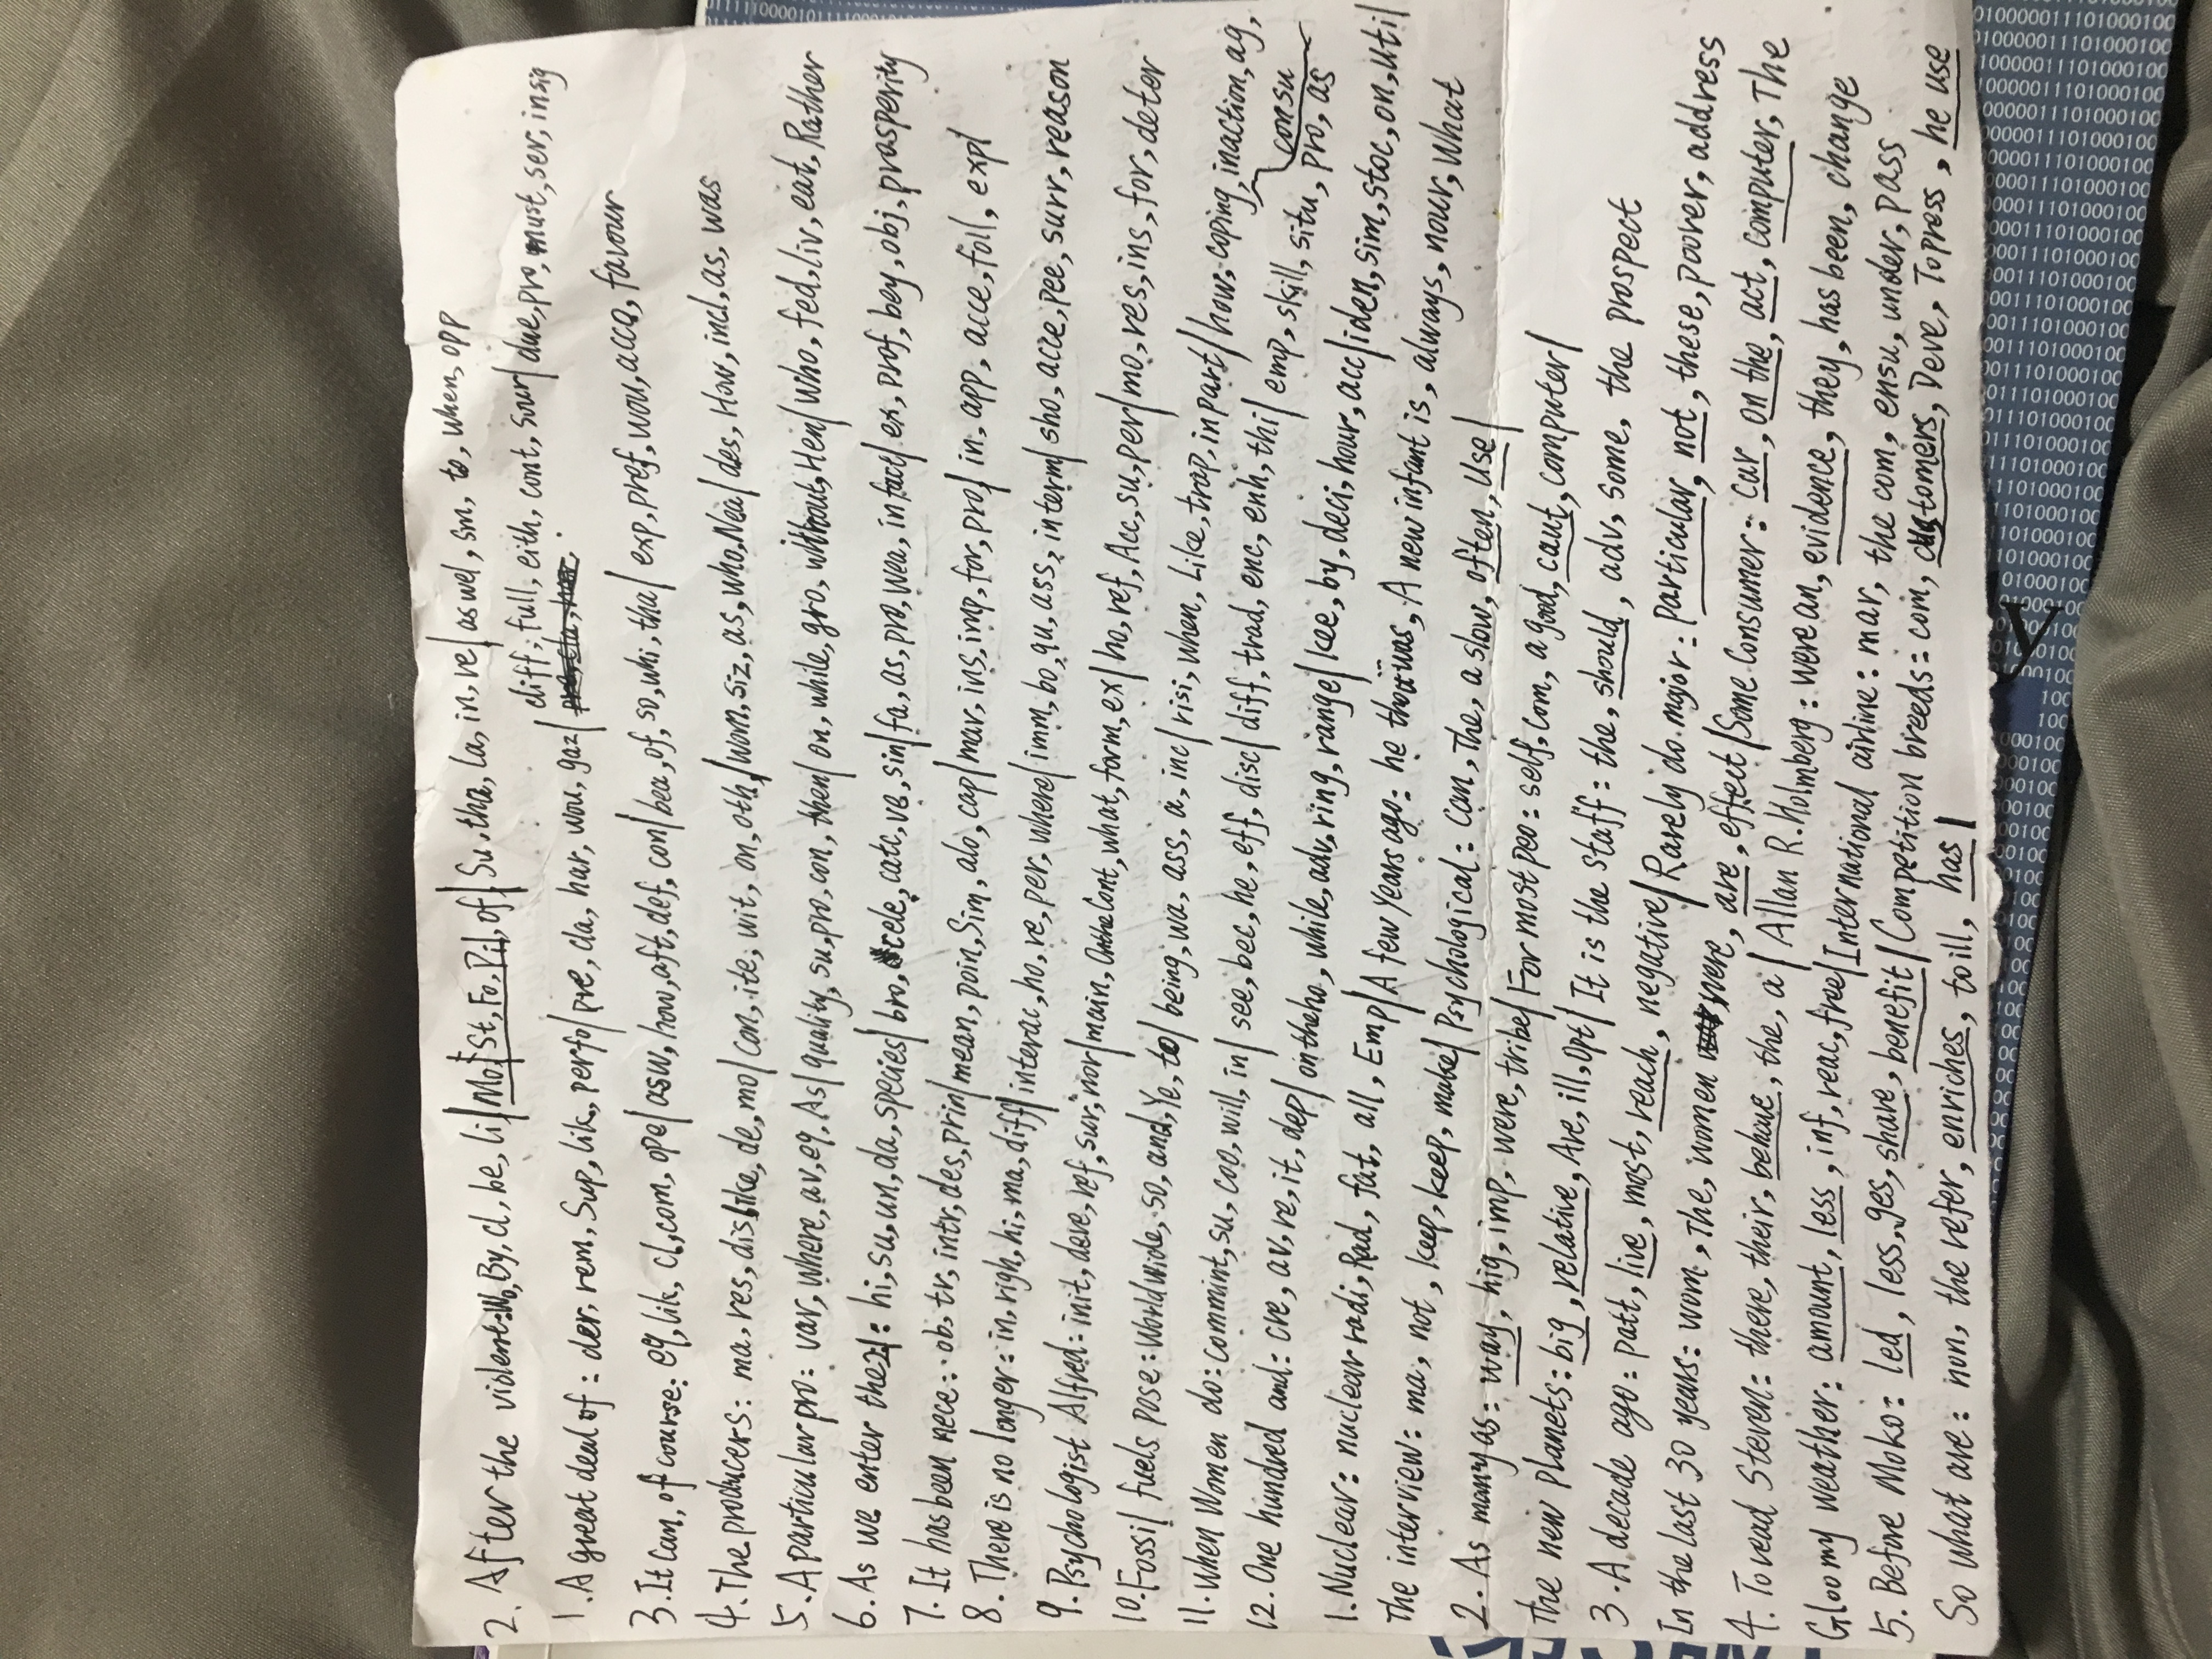 2. After the violent: Wo, By, cl, be, li/ Mo, St, Fo, Pil, of/ Su, tha, la, in, re/ aswel, sm, to, when, opp
diff, full, eith, cont, sour/ due, pro, must, ser, insig
1. A great deal of: der, rem, Sup, lik, perfo/ pre, cla, har, wou, gaz/
3. It can, of course: eq, lik, cl, com, ope/ asw, how, aft, def, con/ bea, of, so, whi, tha/ exp, pref, wou, acco, favour
4. The producers: ma, res, dislike, de, mo/ con, ite, wit, on, oth,/ wom, siz, as, who, Nea/ des, How, incl, as, was
5. A particular pro: var, where, av, eq, As/ quality, su, pro, con, then/ on, while, gro, without, Hen/ who, fed, liv, eat, Rather
6. As we enter the 21: hi, su, un, da, species/ bro, cele, catc, ve, sin/ fa, as, pro, wea, in fact/ ex, prof, bey, obj, prosperity
7. It has been nece: ob, tr, intr, des, prin/ mean, poin, Sim, alo, cap/ mar, ins, imp, for, pro/ in, app, acce, foll, expl
8. There is no longer: in, righ, hi, ma, diff/ interac, ho, re, per, where/ imm, bo, qu, ass, interm/ sho, acce, pee, surr, reason
9. Psychologist Alfred: init, deve, ref, sur, nor/ main, Onthe Cont, what, form, ex/ ho, ref, Acc, su, per/ mo, res, ins, for, deter
10. Fossil fuels pose: Worldwide, so, and, Ye, to/ being, wa, ass, a, inc/ risi, when, Like, trap, in part/ how, coping, inaction, ag,
consu
11. when Women do: commint, su, coo, will, in/ see, bec, he, eff, disc/ diff, trad, enc, enh, thi/ emp, skill, situ, pro, as
12. One hundred and: cre, av, re, it, dep/ ontheho, while, adv, ring, range/ kee, by, deci, hour, acc/ iden, sim, stoc, on, util
1. Nuclear: nuclear radi, Rad, fat, all, Emp/ A few years ago: he was, A new infant is, always, nour, What
The interview: ma, not, keep, keep, make/ Psychological: can, The, a slow, often, Use/
2. As many as: way, hig, imp, were, tribe/ For most peo: self, com, a good, caut, computer/
The new planets: big, relative, Are, ill, Opt/ It is the staff: the, should, adv, some, the prospect
3. A decade ago: patt, live, most, reach, negative/ Rarely do major: particular, not, these, poorer, address
In the last 30 years: wom, The, women were, are, effect/ Some Consumer: car, on the, act, computer, The
4. To read Steven: there, their, behave, the, a/ Allan R. Holmberg: were an, evidence, they, has been, change
Gloomy weather: amount, less, inf, reac, free/ International airline: mar, the com, ensu, under, pass
5. Before Moko: led, less, ges, share, benefit/ Competition breeds: com, customers, Deve, To press, he use
So what are: non, the refer, enriches, to ill, has/